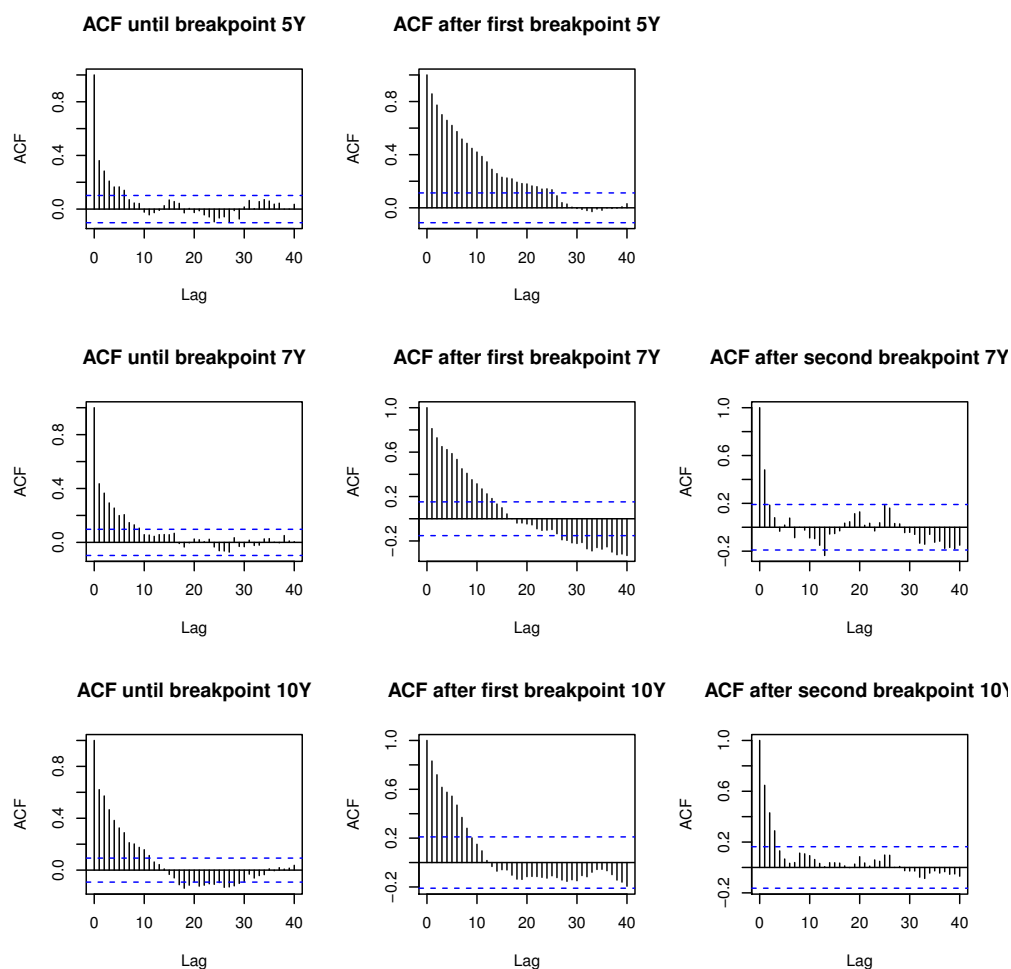 ACF until breakpoint 5Y
ACF after first breakpoint 5Y
ACF
0.0 0.4 0.8
0 10 20 30 40
Lag
ACF
0.0 0.4 0.8
0 10 20 30 40
Lag
ACF until breakpoint 7Y
ACF after first breakpoint 7Y
ACF after second breakpoint 7Y
ACF
0.0 0.4 0.8
0 10 20 30 40
Lag
ACF
−0.2 0.2 0.6 1.0
0 10 20 30 40
Lag
ACF
−0.2 0.2 0.6 1.0
0 10 20 30 40
Lag
ACF until breakpoint 10Y
ACF after first breakpoint 10Y
ACF after second breakpoint 10Y
ACF
0.0 0.4 0.8
0 10 20 30 40
Lag
ACF
−0.2 0.2 0.6 1.0
0 10 20 30 40
Lag
ACF
−0.2 0.2 0.6 1.0
0 10 20 30 40
Lag